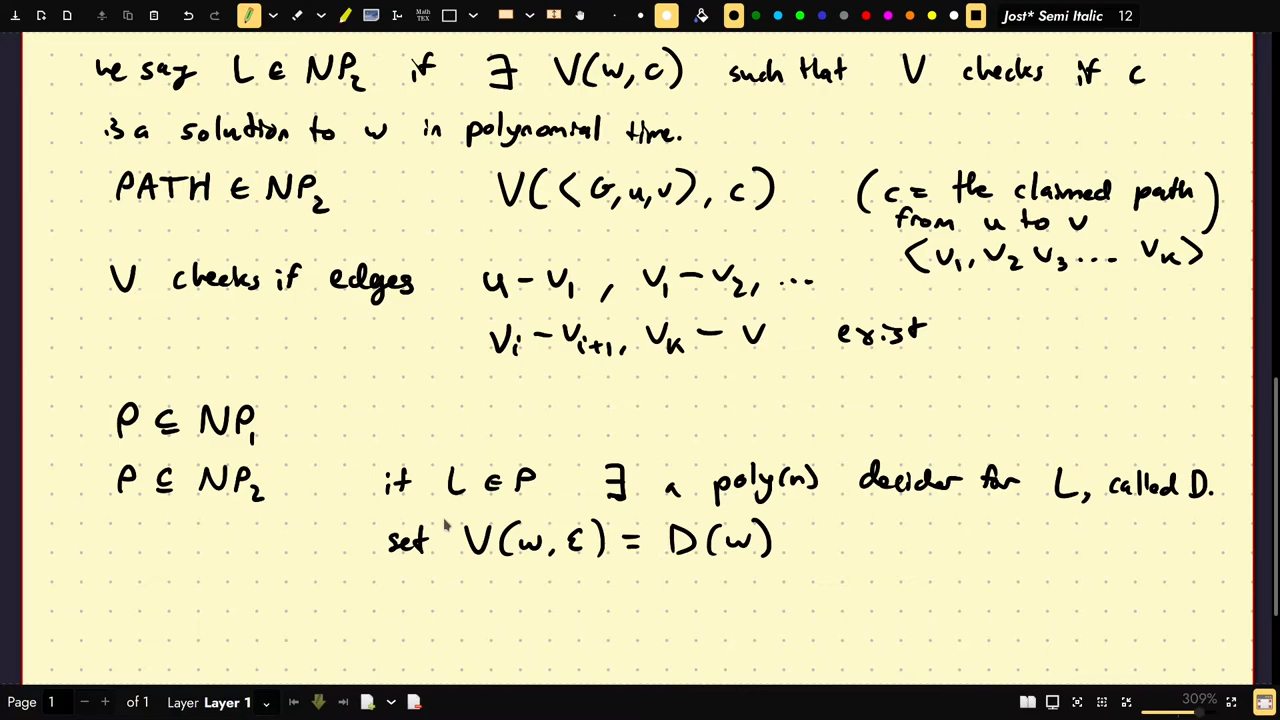 Math
TEX
Jost* Semi Italic 12
we say L ∈ NP₂ if ∃ V(w,c) such that V checks if c
is a solution to w in polynomial time.
PATH ∈ NP₂ V(<G,u,v>, c) (c = the claimed path
from u to v)
<v₁, v₂ v₃ ... vₖ>
V checks if edges u - v₁ , v₁ - v₂, ...
vᵢ - vᵢ₊₁, vₖ - v exist
P ⊆ NP₁
P ⊆ NP₂ if L ∈ P ∃ a poly(n) decider for L, called D.
set V(w, ε) = D(w)
Page 1 of 1 Layer Layer 1 309%